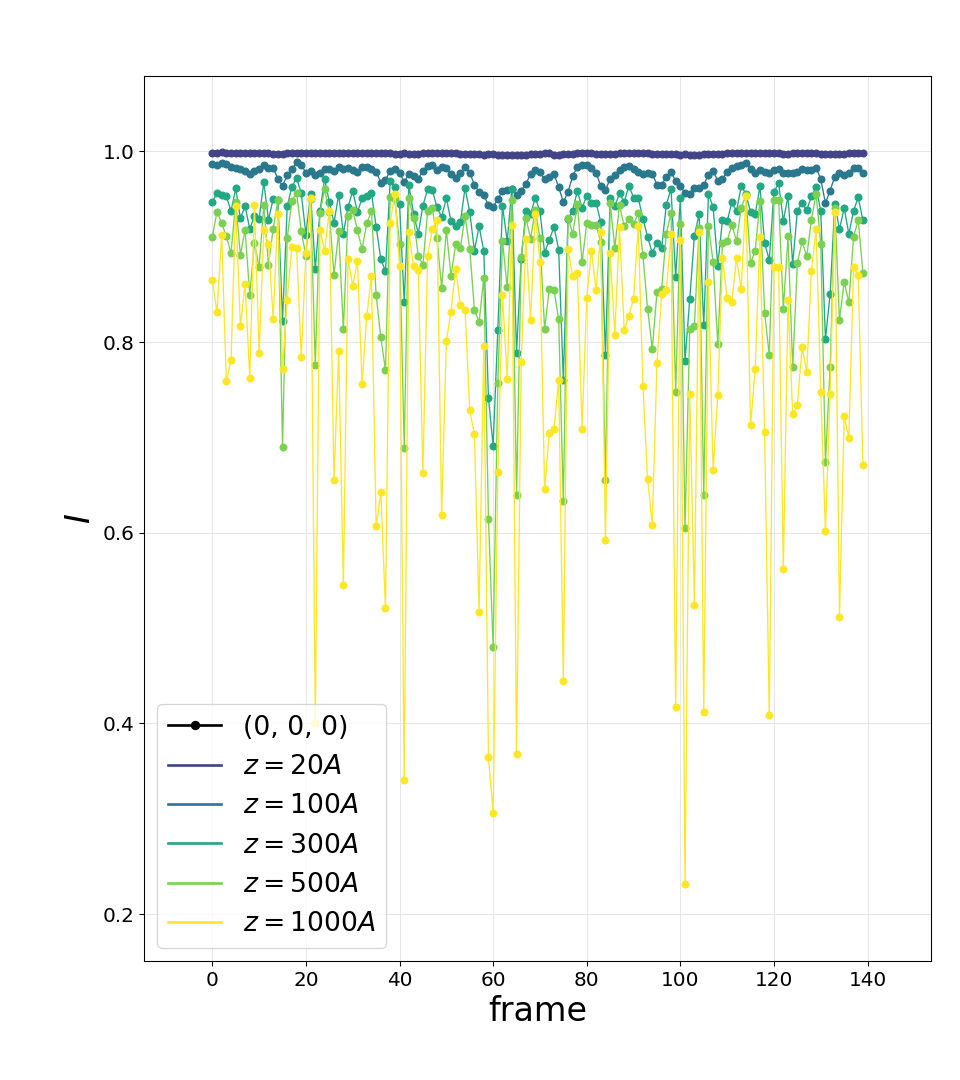 1.0
0.8
0.6
0.4
0.2
I
(0, 0, 0)
z = 20A
z = 100A
z = 300A
z = 500A
z = 1000A
0 20 40 60 80 100 120 140
frame